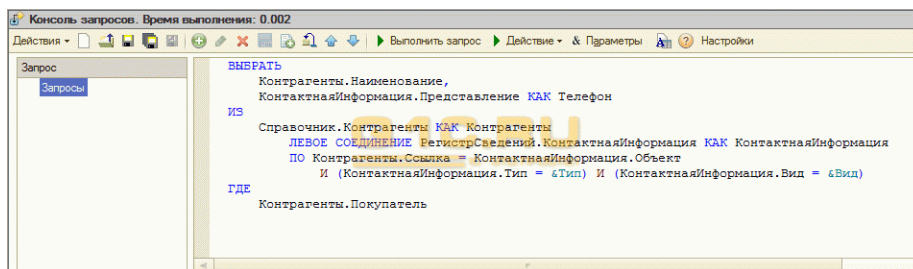 Консоль запросов. Время выполнения: 0.002
Действия Выполнить запрос Действие & Параметры ? Настройки
Запрос
Запросы
ВЫБРАТЬ
Контрагенты.Наименование,
КонтактнаяИнформация.Представление КАК Телефон
ИЗ
Справочник.Контрагенты КАК Контрагенты
ЛЕВОЕ СОЕДИНЕНИЕ РегистрСведений.КонтактнаяИнформация КАК КонтактнаяИнформация
ПО Контрагенты.Ссылка = КонтактнаяИнформация.Объект
И (КонтактнаяИнформация.Тип = &Тип) И (КонтактнаяИнформация.Вид = &Вид)
ГДЕ
Контрагенты.Покупатель